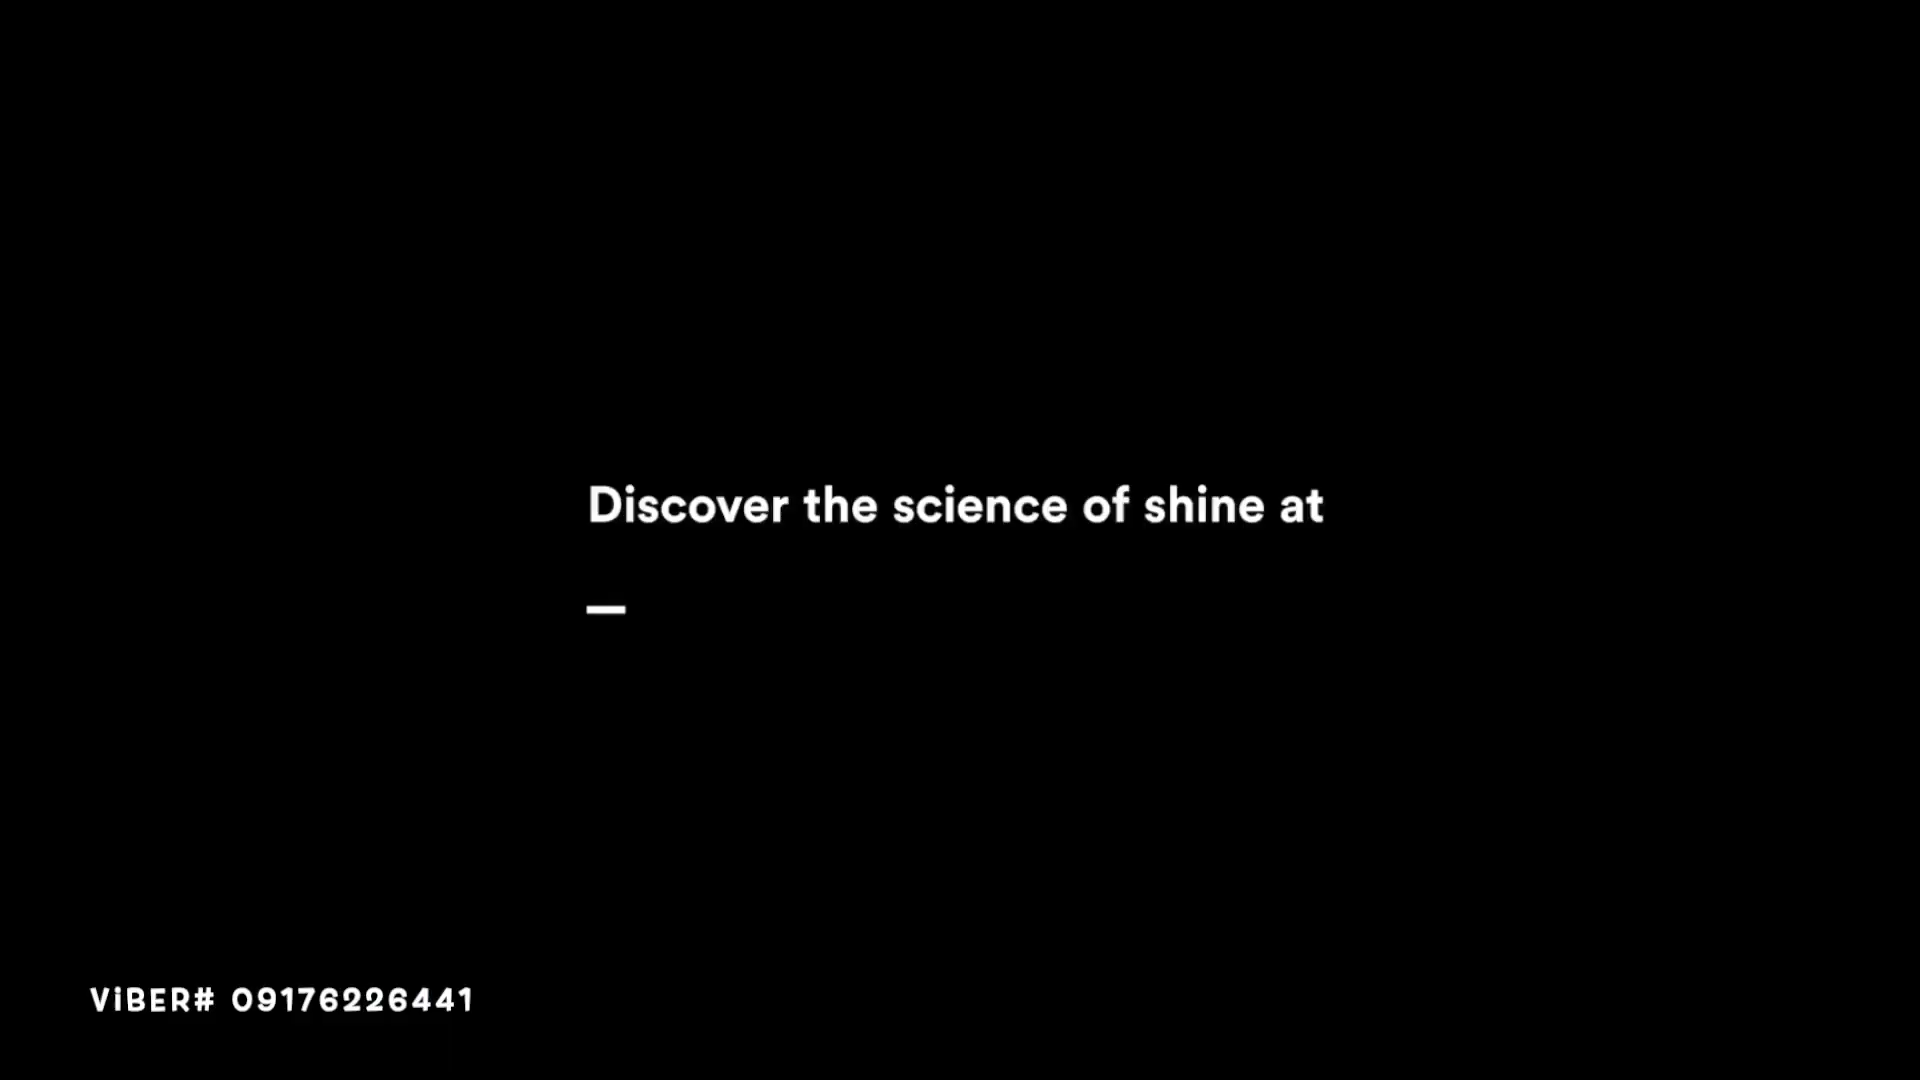 Discover the science of shine at
_
ViBER# 09176226441